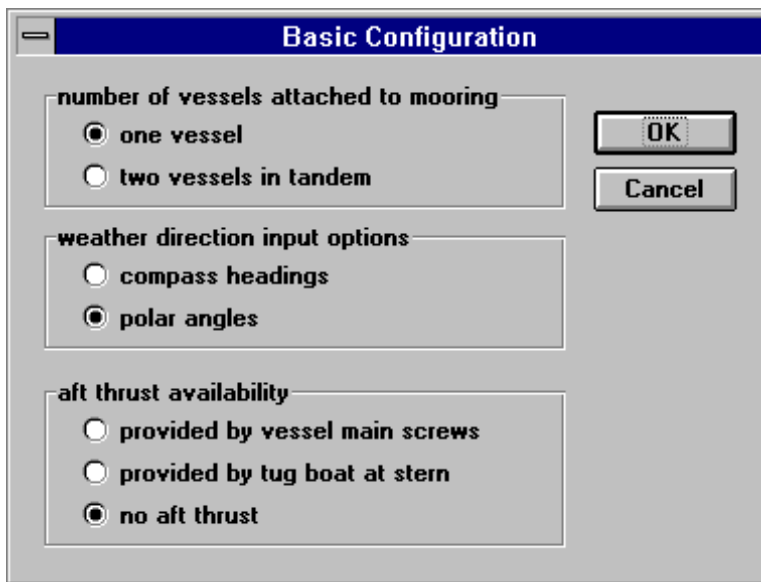 Basic Configuration
number of vessels attached to mooring
one vessel
two vessels in tandem
OK
Cancel
weather direction input options
compass headings
polar angles
aft thrust availability
provided by vessel main screws
provided by tug boat at stern
no aft thrust